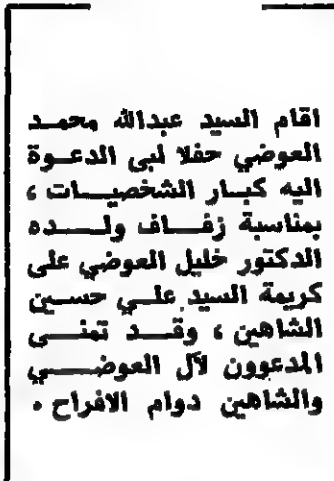 اقام السيد عبدالله محمد
العوضي حفلا لبى الدعوة
اليه كبار الشخصيات ،
بمناسبة زفاف ولده
الدكتور خليل العوضي على
كريمة السيد علي حسين
الشاهين ، وقد تمنى
المدعوون لآل العوضي
والشاهين دوام الافراح .